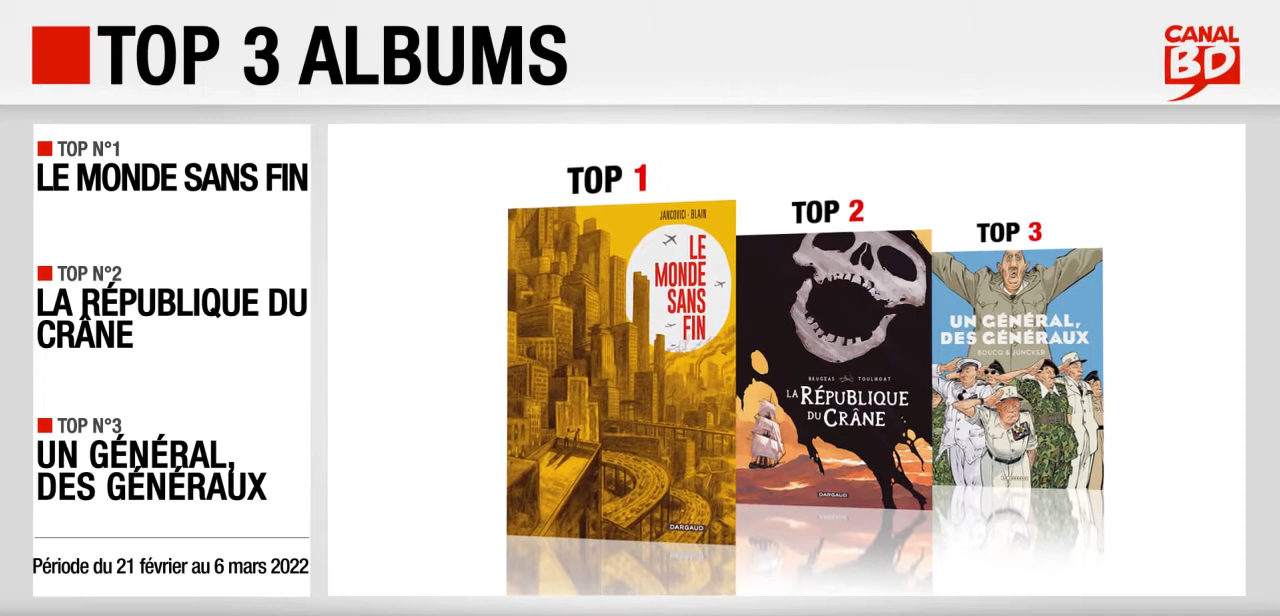 TOP 3 ALBUMS
CANAL
BD
TOP N°1
LE MONDE SANS FIN
TOP N°2
LA RÉPUBLIQUE DU
CRÂNE
TOP N°3
UN GÉNÉRAL,
DES GÉNÉRAUX
Période du 21 février au 6 mars 2022
TOP 1
JANCOVICI - BLAIN
LE
MONDE
SANS
FIN
DARGAUD
TOP 2
BRUGEAS TOULHOAT
LA RÉPUBLIQUE
DU CRÂNE
DARGAUD
TOP 3
UN GÉNÉRAL,
DES GÉNÉRAUX
BOUCQ & JUNCKER